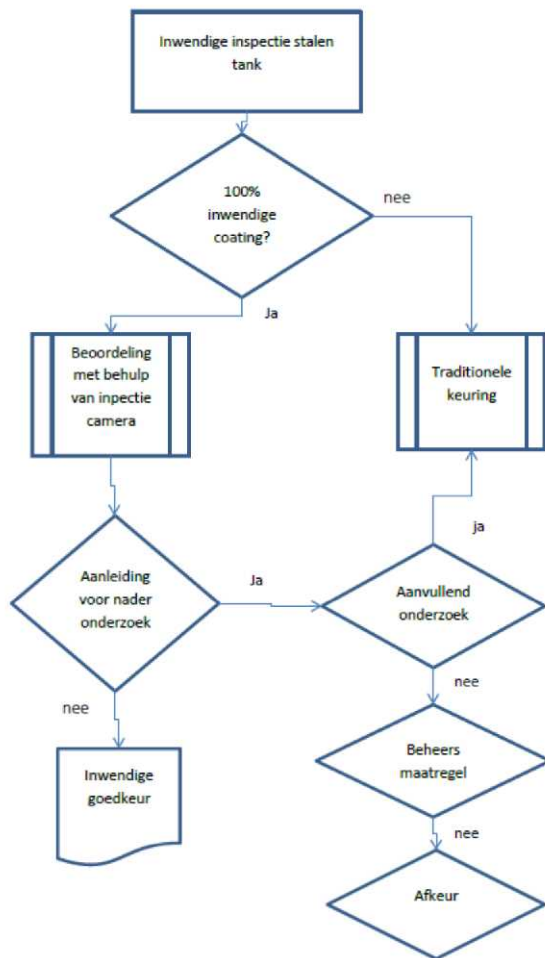 Inwendige inspectie stalen
tank
100%
inwendige
coating?
nee
Ja
Beoordeling
met behulp
van inpectie
camera
Traditionele
keuring
Aanleiding
voor nader
onderzoek
Ja
Aanvullend
onderzoek
ja
nee
nee
Inwendige
goedkeur
Beheers
maatregel
nee
Afkeur